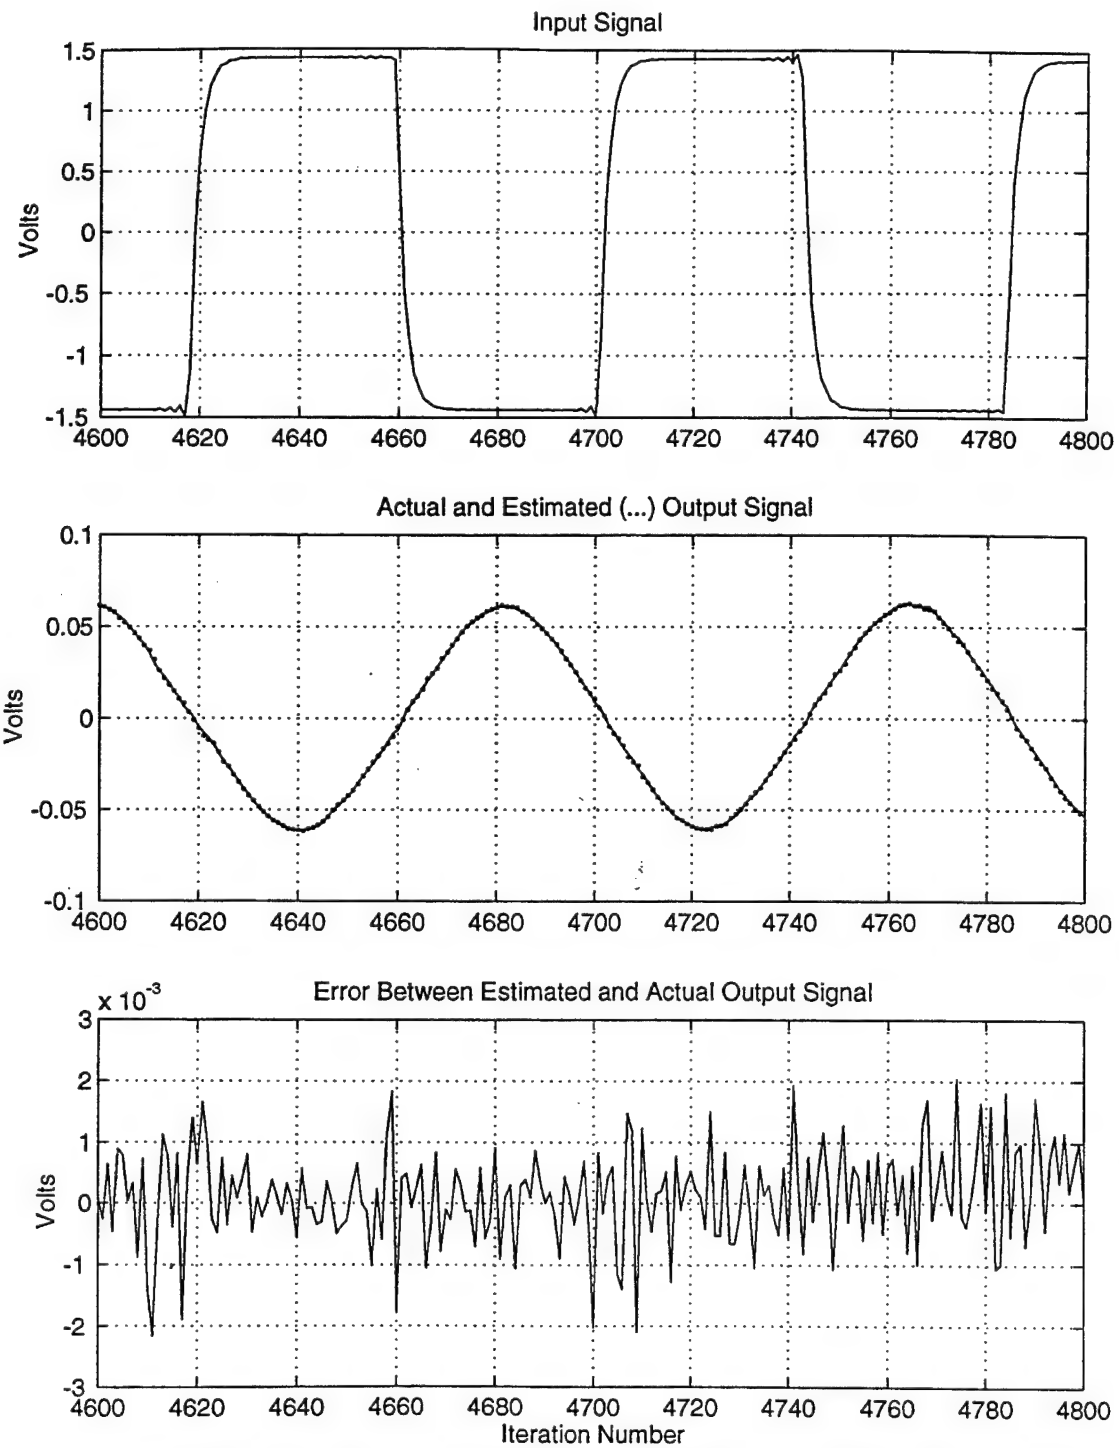 Input Signal
1.5
1
0.5
0
-0.5
-1
-1.5
Volts
4600 4620 4640 4660 4680 4700 4720 4740 4760 4780 4800
Actual and Estimated (...) Output Signal
0.1
0.05
0
-0.05
-0.1
Volts
4600 4620 4640 4660 4680 4700 4720 4740 4760 4780 4800
x 10-3
Error Between Estimated and Actual Output Signal
3
2
1
0
-1
-2
-3
Volts
4600 4620 4640 4660 4680 4700 4720 4740 4760 4780 4800
Iteration Number